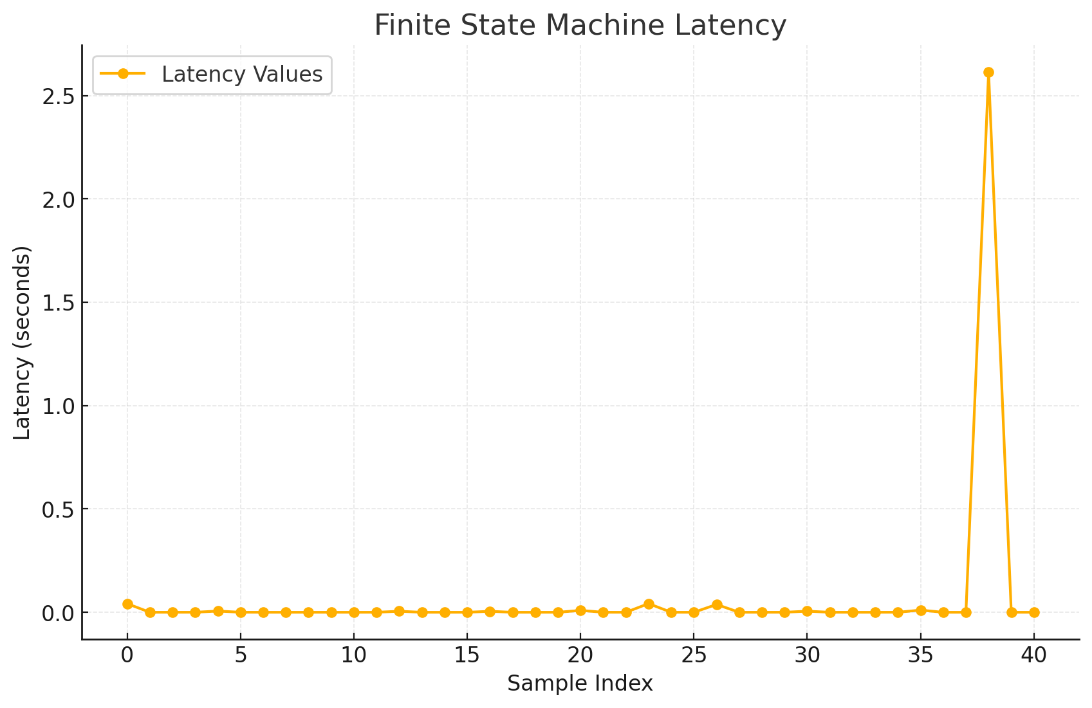 Finite State Machine Latency
Latency Values
2.5
2.0
1.5
1.0
0.5
0.0
Latency (seconds)
0 5 10 15 20 25 30 35 40
Sample Index